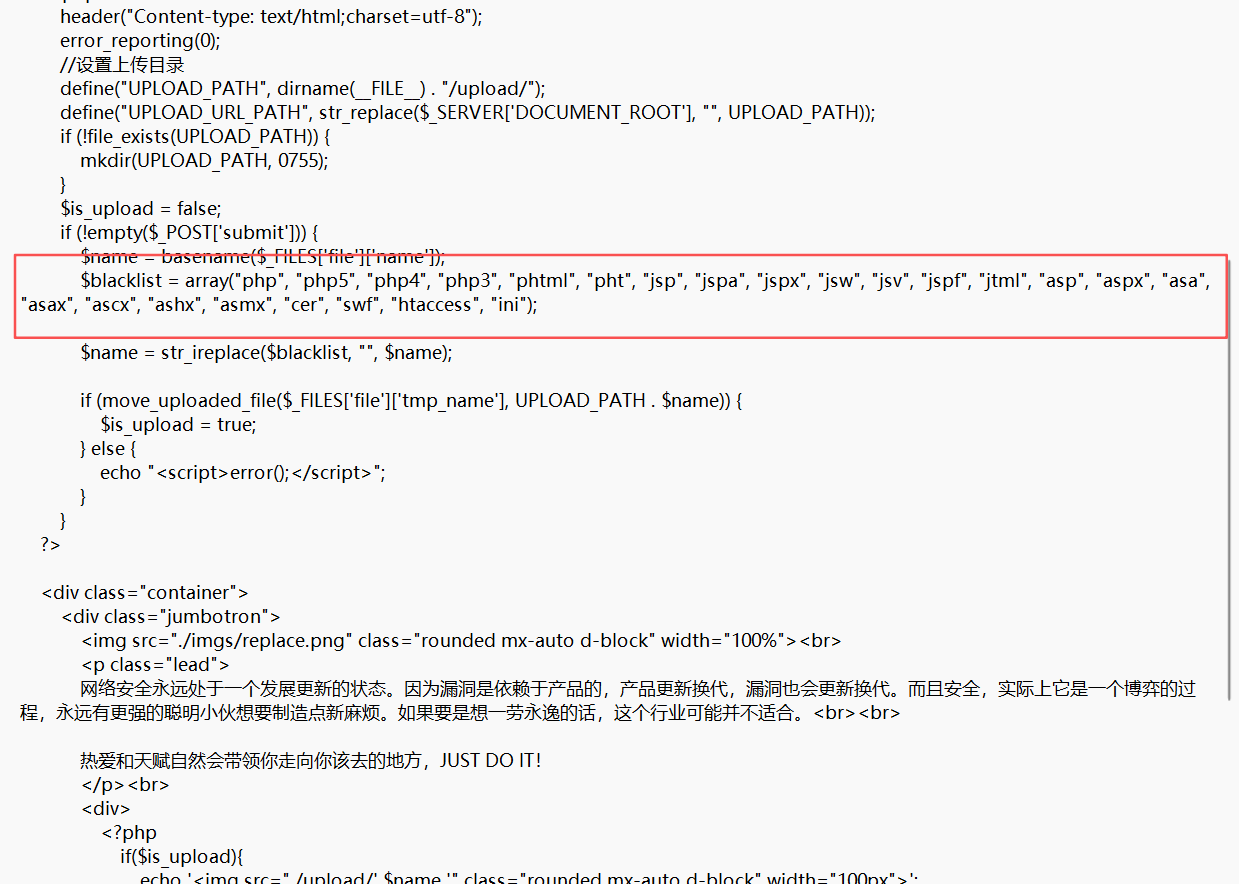 header("Content-type: text/html;charset=utf-8");
error_reporting(0);
//设置上传目录
define("UPLOAD_PATH", dirname(__FILE__) . "/upload/");
define("UPLOAD_URL_PATH", str_replace($_SERVER['DOCUMENT_ROOT'], "", UPLOAD_PATH));
if (!file_exists(UPLOAD_PATH)) {
mkdir(UPLOAD_PATH, 0755);
}
$is_upload = false;
if (!empty($_POST['submit'])) {
$name = basename($_FILES['file']['name']);
$blacklist = array("php", "php5", "php4", "php3", "phtml", "pht", "jsp", "jspa", "jspx", "jsw", "jsv", "jspf", "jtml", "asp", "aspx", "asa",
"asax", "ascx", "ashx", "asmx", "cer", "swf", "htaccess", "ini");
$name = str_ireplace($blacklist, "", $name);
if (move_uploaded_file($_FILES['file']['tmp_name'], UPLOAD_PATH . $name)) {
$is_upload = true;
} else {
echo "<script>error();</script>";
}
}
?>
<div class="container">
<div class="jumbotron">
<img src="./imgs/replace.png" class="rounded mx-auto d-block" width="100%"><br>
<p class="lead">
网络安全永远处于一个发展更新的状态。因为漏洞是依赖于产品的，产品更新换代，漏洞也会更新换代。而且安全，实际上它是一个博弈的过
程，永远有更强的聪明小伙想要制造点新麻烦。如果要是想一劳永逸的话，这个行业可能并不适合。<br><br>
热爱和天赋自然会带领你走向你该去的地方，JUST DO IT！
</p><br>
<div>
<?php
if($is_upload){
echo '<img src="./upload/'.$name.'" class="rounded mx-auto d-block" width="100px">';